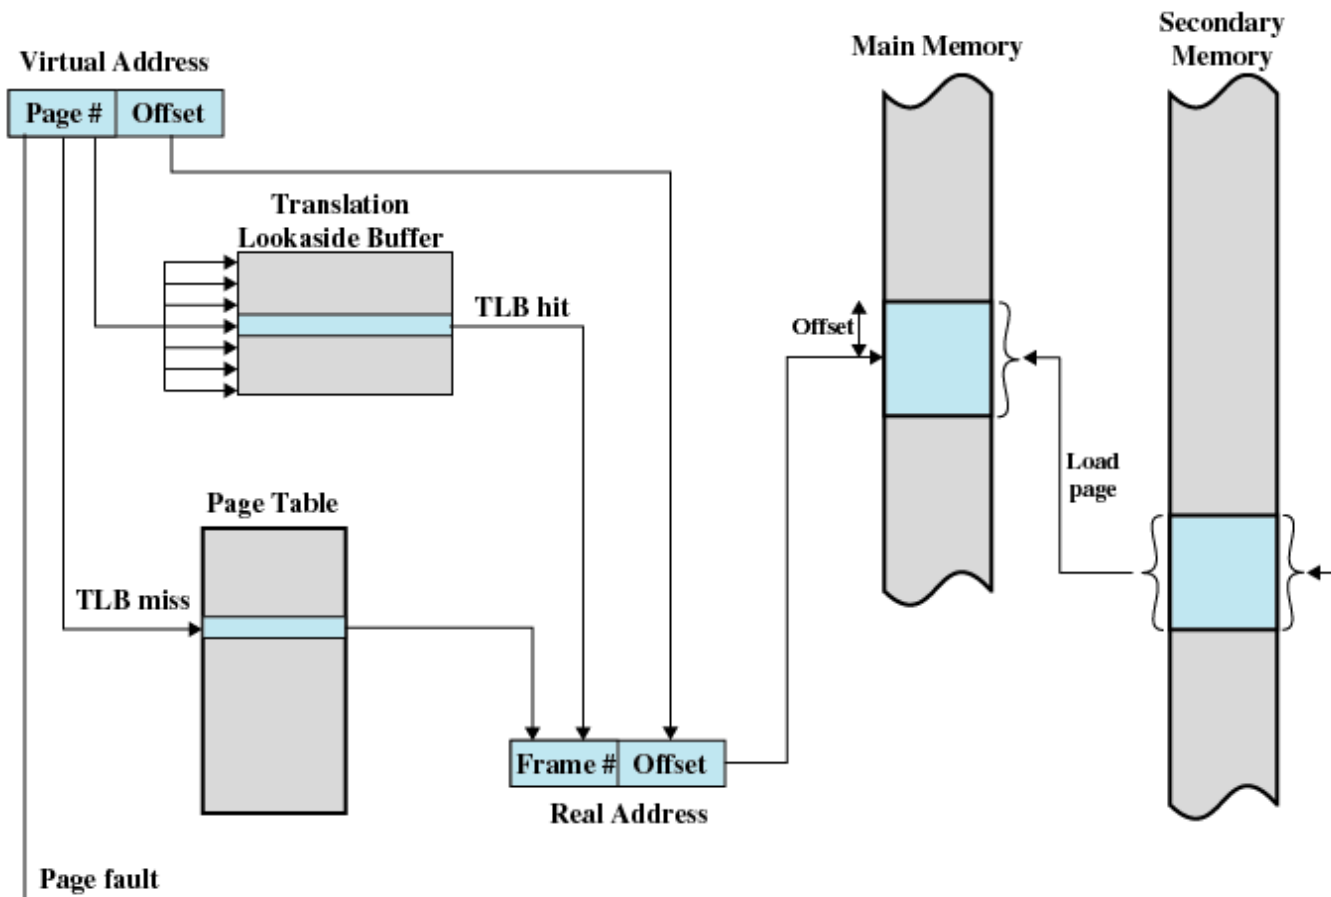 Virtual Address
Page #
Offset
Translation
Lookaside Buffer
TLB hit
Page Table
TLB miss
Frame #
Offset
Real Address
Page fault
Main Memory
Offset
Load
page
Secondary
Memory